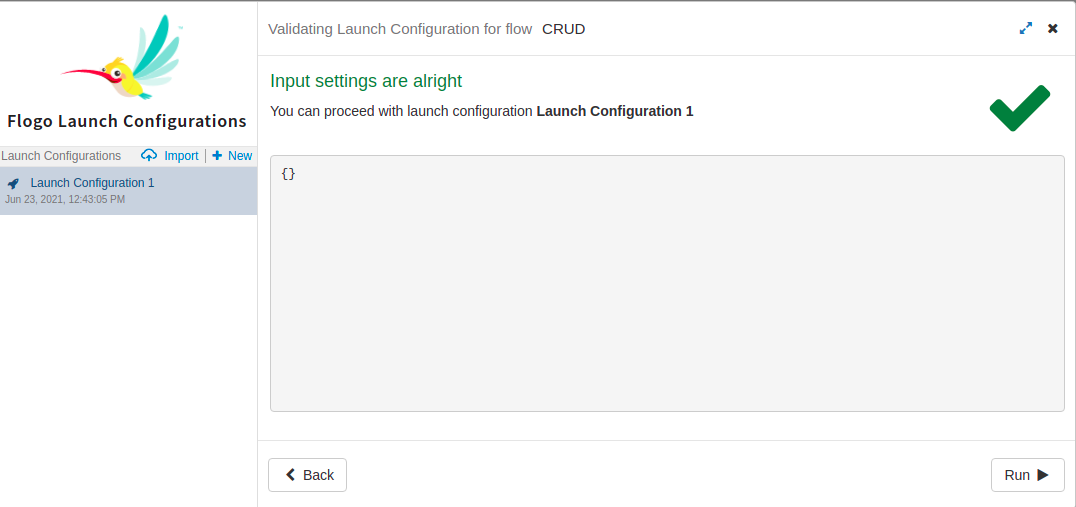 Flogo Launch Configurations
Launch Configurations Import New
Launch Configuration 1
Jun 23, 2021, 12:43:05 PM
Validating Launch Configuration for flow CRUD
Input settings are alright
You can proceed with launch configuration Launch Configuration 1
{}
Back
Run